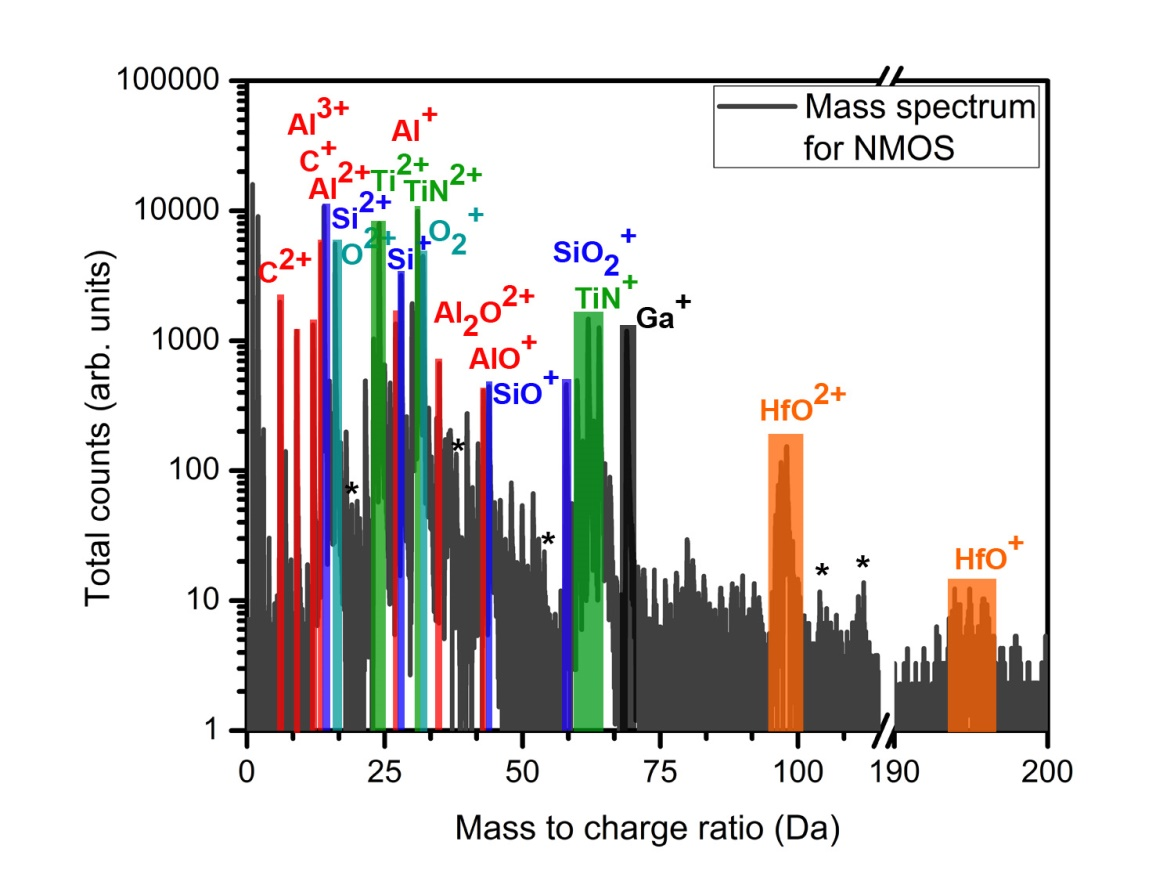 100000
10000
1000
100
10
1
Total counts (arb. units)
Mass spectrum
for NMOS
Al3+
C+
Al2+
Al+
Ti2+
TiN2+
Si2+
O2+
C2+
Si+
O2+
SiO2+
TiN+
Ga+
Al2O2+
AlO+
SiO+
HfO2+
HfO+
*
*
*
*
*
0 25 50 75 100 190 200
Mass to charge ratio (Da)